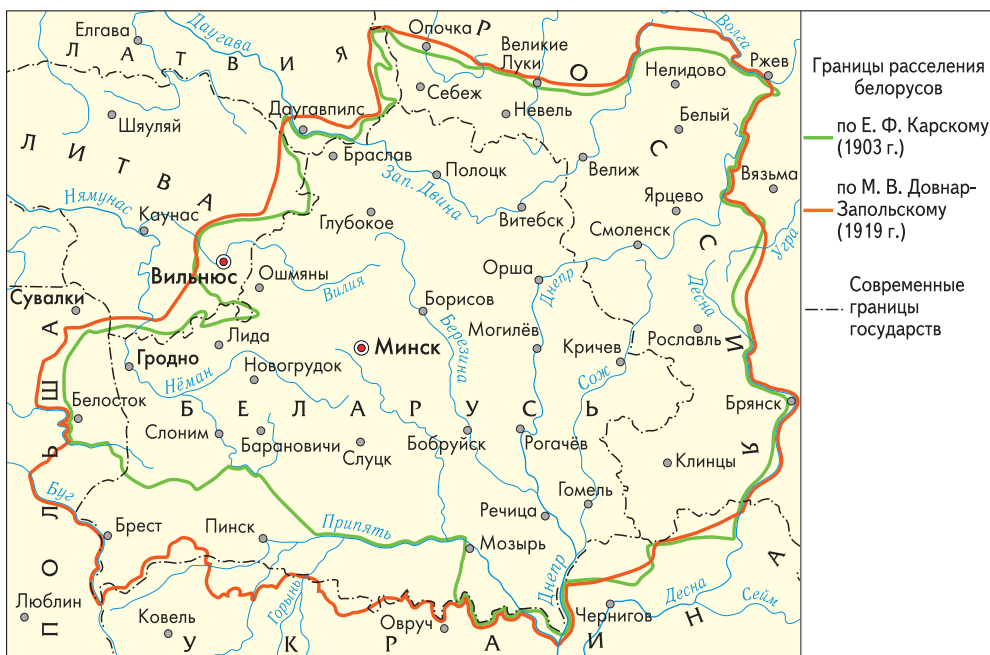 Елгава
Даугава
Опочка
Р
Великие
Луки
О
Волга
Ржев
Нелидово
Л А Т В И Я
Себеж
Невель
Белый
Шяуляй
Даугавпилс
С
Л И Т В А
Браслав
Полоцк
Велиж
Зап. Двина
Вязьма
Ярцево
Нямунас
Каунас
Глубокое
Витебск
С
Смоленск
Угра
Вильнюс
Ошмяны
Вилия
Орша
Днепр
Десна
Сувалки
Борисов
Березина
Могилёв
И
Рославль
Лида
Минск
Кричев
Гродно
Неман
Новогрудок
Сож
Б Е Л А Р У С Ь
Белосток
Брянск
Слоним
Барановичи
Слуцк
Бобруйск
Рогачёв
Я
Клинцы
Буг
Гомель
Речица
Брест
Пинск
Припять
Мозырь
Днепр
П О Л Ь Ш А
Люблин
Ковель
Горынь
Овруч
Чернигов
Десна
Сейм
У К Р А И Н А
Границы расселения
белорусов
по Е. Ф. Карскому
(1903 г.)
по М. В. Довнар-
Запольскому
(1919 г.)
Современные
границы
государств